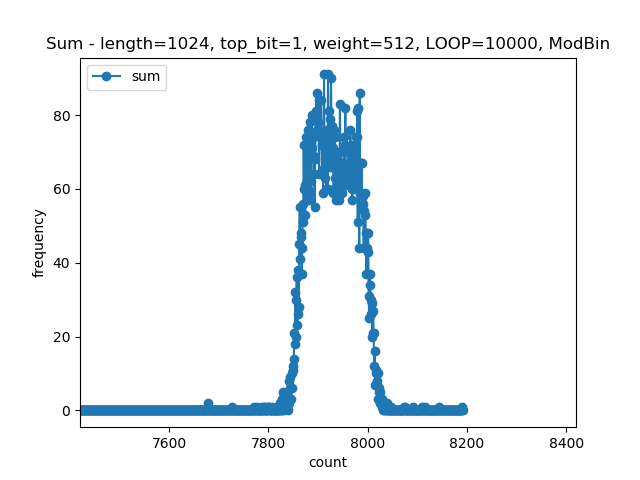 Sum - length=1024, top_bit=1, weight=512, LOOP=10000, ModBin
sum
80
60
40
20
0
frequency
7600 7800 8000 8200 8400
count